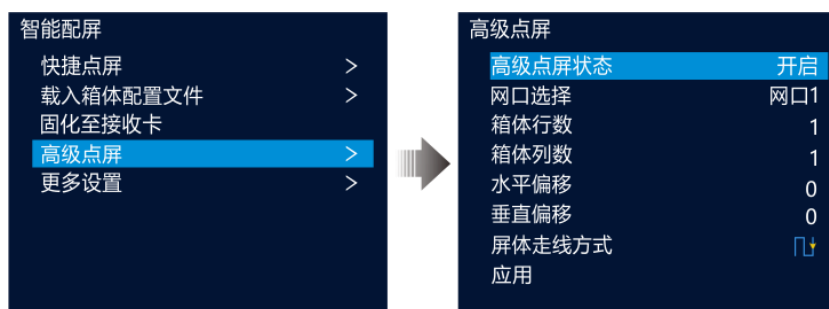 智能配屏
快捷点屏 >
载入箱体配置文件 >
固化至接收卡
高级点屏 >
更多设置 >
高级点屏
高级点屏状态 开启
网口选择 网口1
箱体行数 1
箱体列数 1
水平偏移 0
垂直偏移 0
屏体走线方式
应用